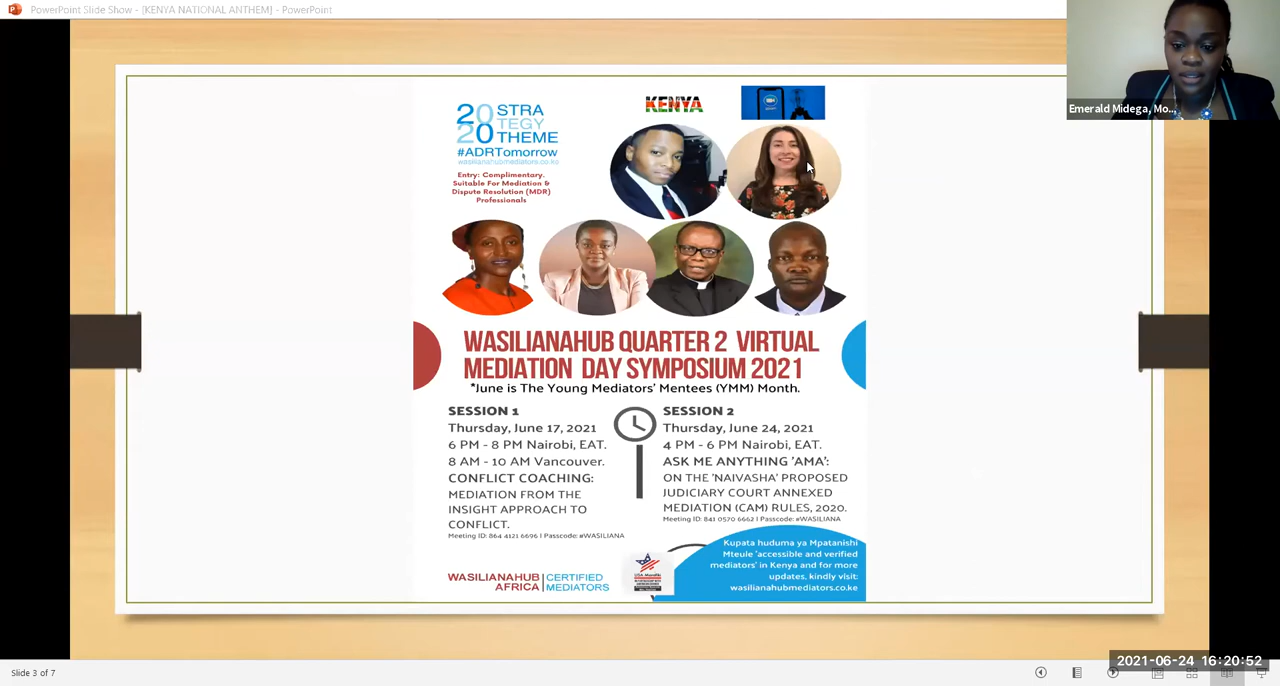 PowerPoint Slide Show - [KENYA NATIONAL ANTHEM] - PowerPoint
Emerald Midega, Mo...
2020 STRATEGY THEME
#ADRTomorrow
wasilianahubmediators.co.ke
Entry: Complimentary.
Suitable For Mediation &
Dispute Resolution (MDR)
Professionals
KENYA
WASILIANAHUB QUARTER 2 VIRTUAL
MEDIATION DAY SYMPOSIUM 2021
*June is The Young Mediators' Mentees (YMM) Month.
SESSION 1
Thursday, June 17, 2021
6 PM - 8 PM Nairobi, EAT.
8 AM - 10 AM Vancouver.
CONFLICT COACHING:
MEDIATION FROM THE
INSIGHT APPROACH TO
CONFLICT.
Meeting ID: 864 4121 6696 I Passcode: #WASILIANA
SESSION 2
Thursday, June 24, 2021
4 PM - 6 PM Nairobi, EAT.
ASK ME ANYTHING 'AMA':
ON THE 'NAIVASHA' PROPOSED
JUDICIARY COURT ANNEXED
MEDIATION (CAM) RULES, 2020.
Meeting ID: 841 0570 6662 I Passcode: #WASILIANA
Kupata huduma ya Mpatanishi
Mteule 'accessible and verified
mediators' in Kenya and for more
updates, kindly visit:
wasilianahubmediators.co.ke
WASILIANAHUB
AFRICA
CERTIFIED
MEDIATORS
Slide 3 of 7
2021-06-24 16:20:52